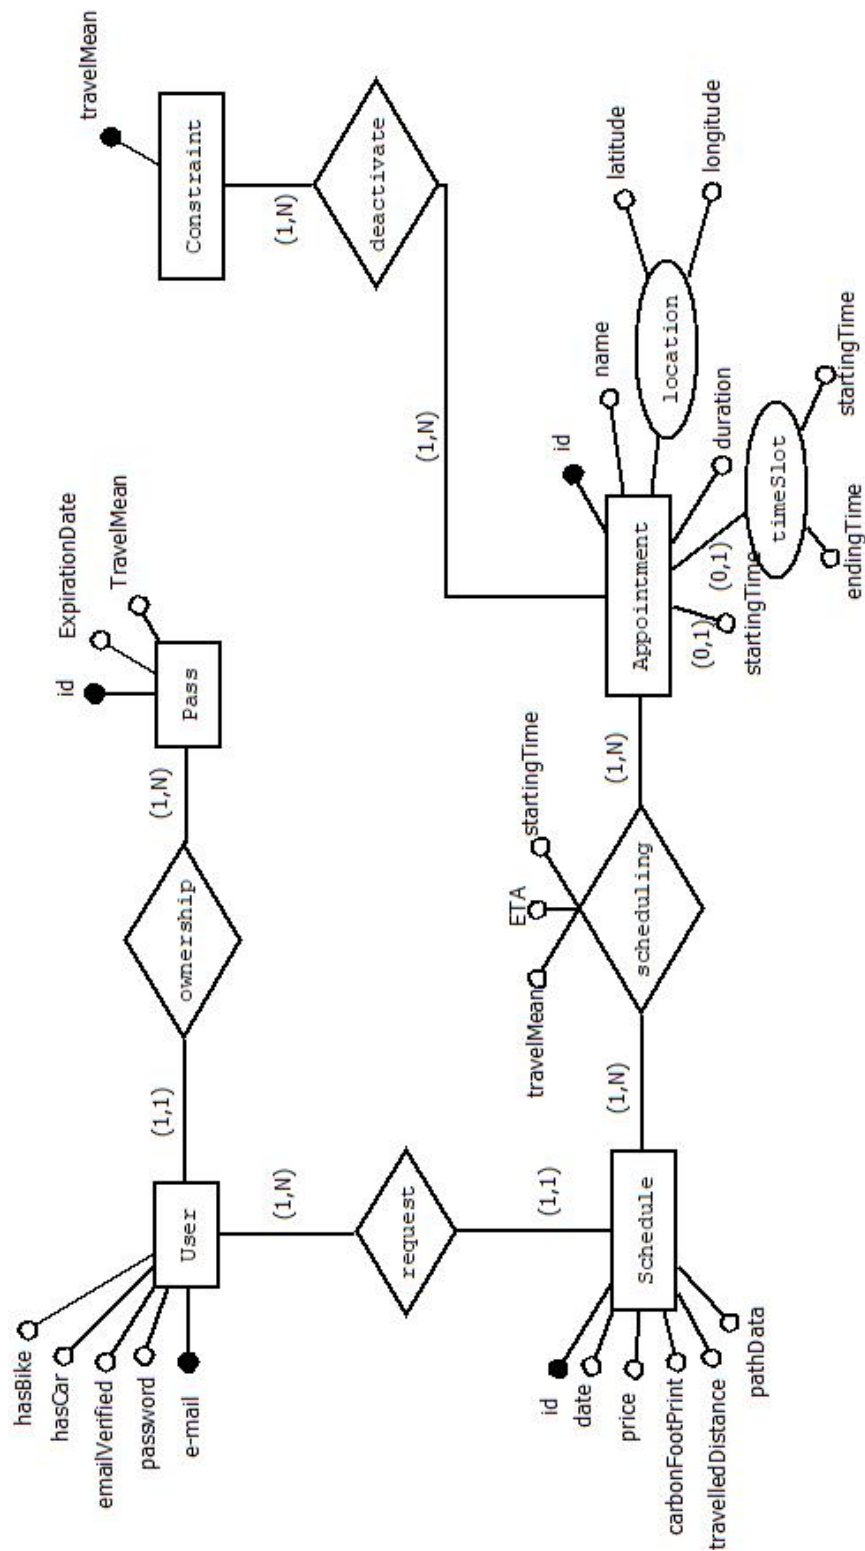 hasBike
hasCar
emailVerified
password
e-mail
User
(1,1)
ownership
(1,N)
Pass
id
ExpirationDate
TravelMean
travelMean
Constraint
(1,N)
deactivate
(1,N)
(1,N)
request
(1,1)
id
date
price
carbonFootPrint
travelledDistance
pathData
Schedule
(1,N)
travelMean
ETA
startingTime
scheduling
(1,N)
Appointment
id
name
location
latitude
longitude
duration
(0,1)
startingTime
(0,1)
timeSlot
endingTime
startingTime